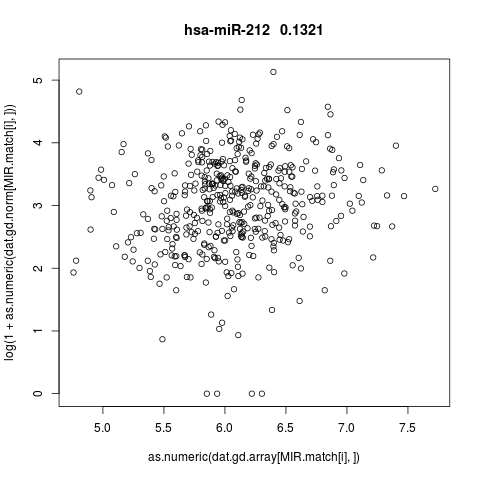 hsa-miR-212 0.1321
log(1 + as.numeric(dat.gd.norm[MIR.match[i], ]))
5
4
3
2
1
0
5.0 5.5 6.0 6.5 7.0 7.5
as.numeric(dat.gd.array[MIR.match[i], ])